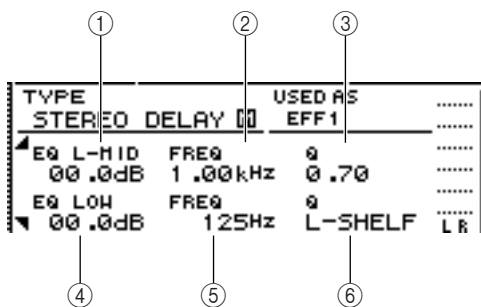 ① ② ③
TYPE USED AS
STEREO DELAY EFF1
EQ L-MID FREQ Q
00.0dB 1.00kHz 0.70
EQ LOW FREQ Q
00.0dB 125Hz L-SHELF L R
④ ⑤ ⑥